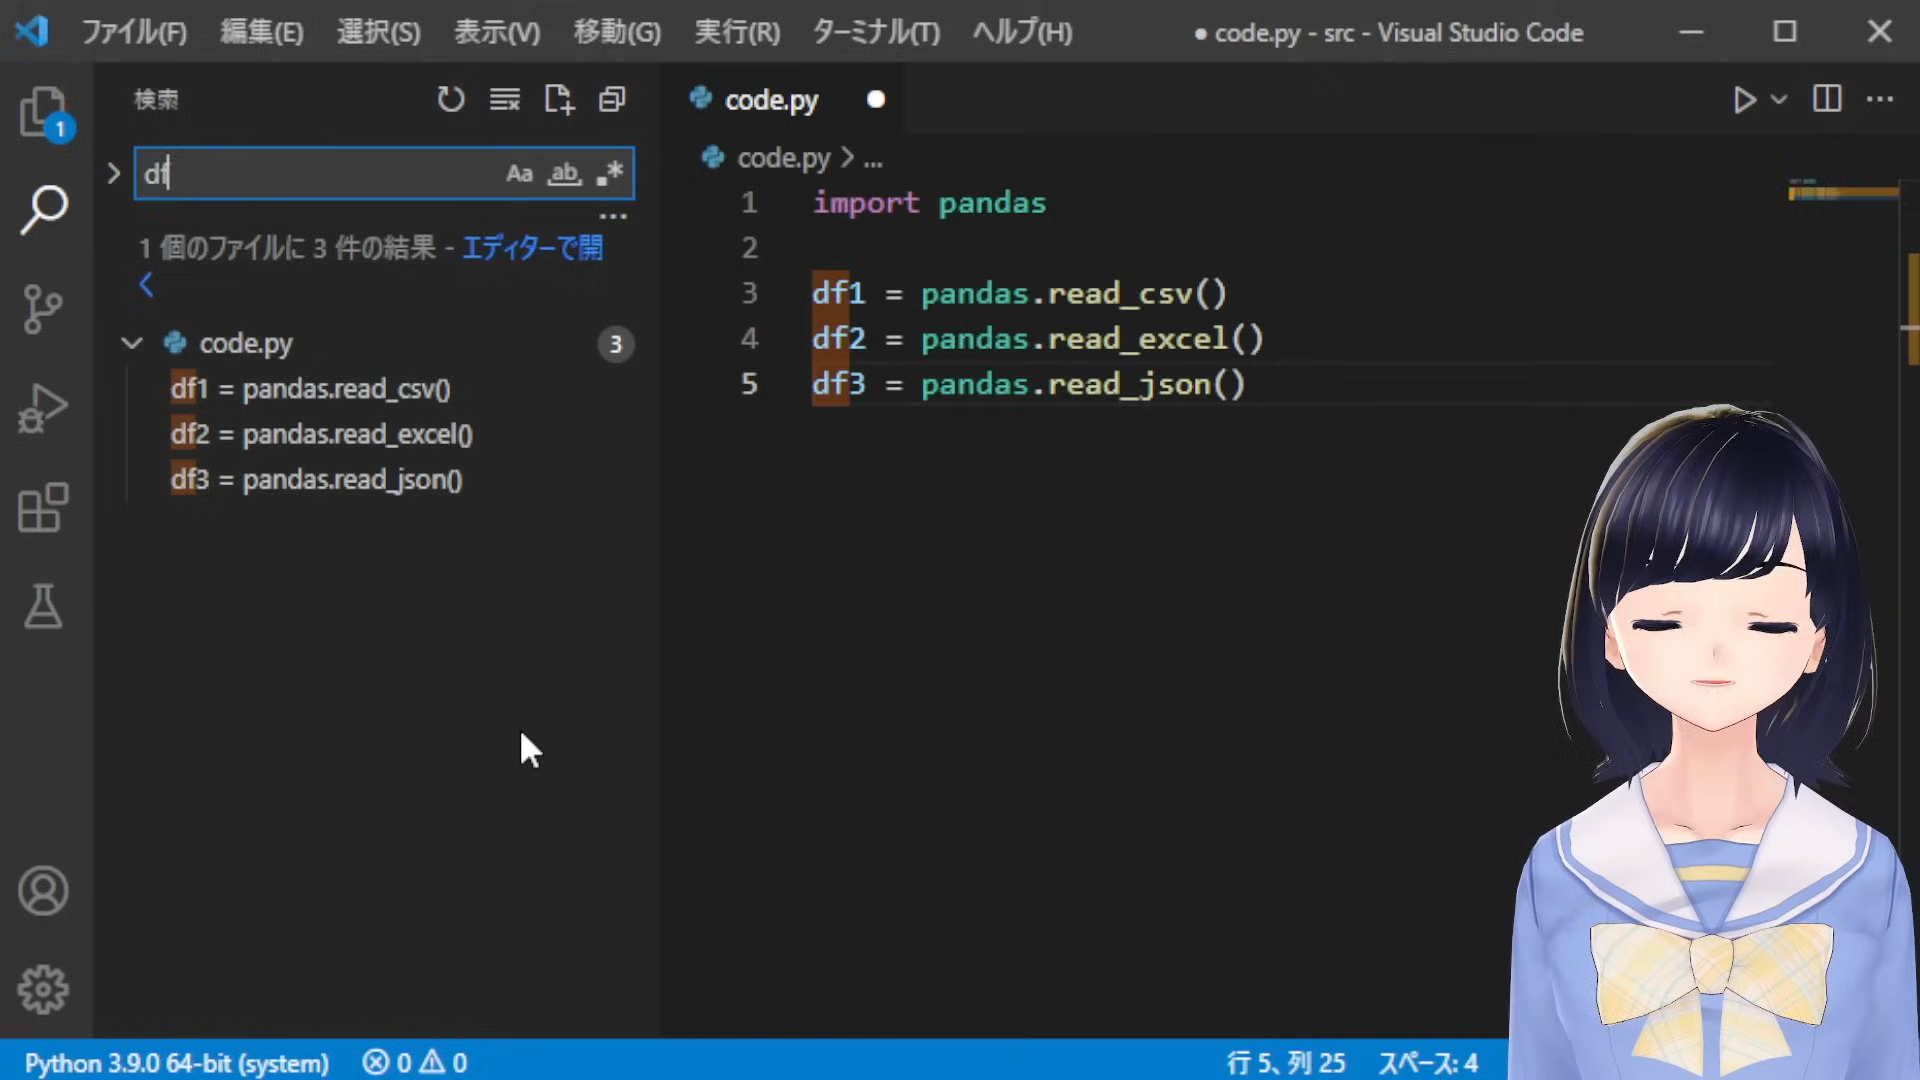 ファイル(F) 編集(E) 選択(S) 表示(V) 移動(G) 実行(R) ターミナル(T) ヘルプ(H) ● code.py - src - Visual Studio Code
1
検索
df
Aa ab .*
...
1 個のファイルに 3 件の結果 - エディターで開
く
code.py 3
df1 = pandas.read_csv()
df2 = pandas.read_excel()
df3 = pandas.read_json()
code.py
code.py > ...
1 import pandas
2
3 df1 = pandas.read_csv()
4 df2 = pandas.read_excel()
5 df3 = pandas.read_json()
Python 3.9.0 64-bit (system) 0 0 行 5、列 25 スペース: 4